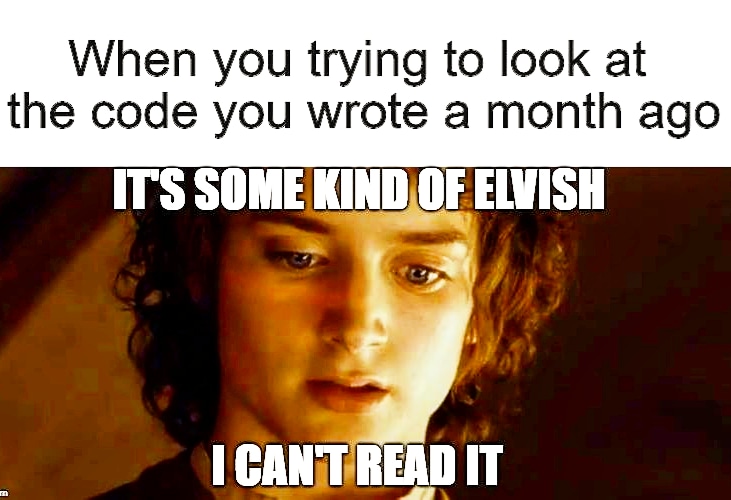 When you trying to look at
the code you wrote a month ago
IT'S SOME KIND OF ELVISH
I CAN'T READ IT